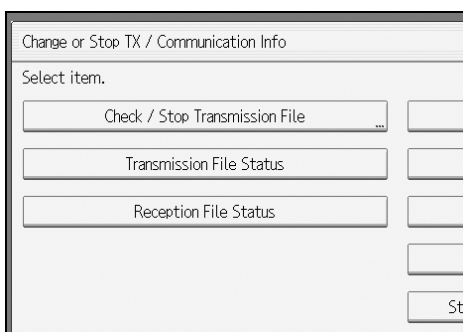 Change or Stop TX / Communication Info
Select item.
Check / Stop Transmission File
Transmission File Status
Reception File Status